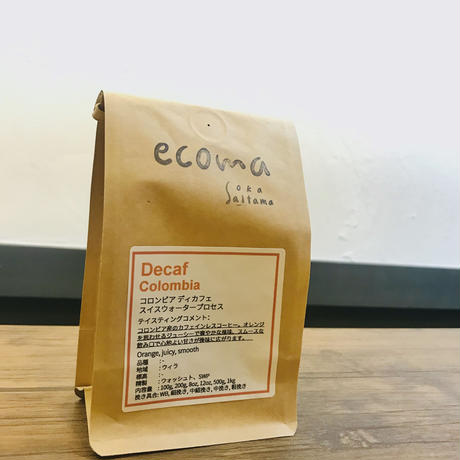 ecoma
Soka
Saitama
Decaf
Colombia
コロンビア ディカフェ
スイスウォータープロセス
テイスティングコメント：
コロンビア産のカフェインレスコーヒー。オレンジ
を思わせるジューシーで爽やかな酸味、スムースな
飲み口で心地よい甘さが後味に広がります。
Orange, juicy, smooth
品種 : -
地域 : ウィラ
標高 : -
精製 : ウォッシュト、SWP
内容量 : 100g, 200g, 8oz, 12oz, 500g, 1kg
挽き具合: WB, 細挽き, 中細挽き, 中挽き, 粗挽き